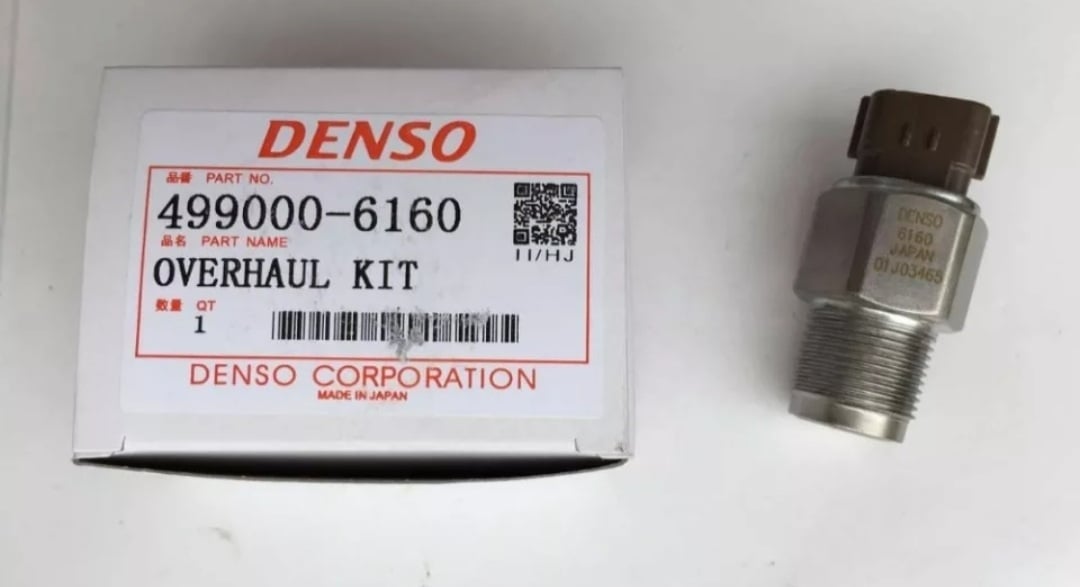 DENSO
品番 PART NO.
499000-6160
II/HJ
品名 PART NAME
OVERHAUL KIT
数量 QT
1
DENSO CORPORATION
MADE IN JAPAN
DENSO
6160
JAPAN
01J03465